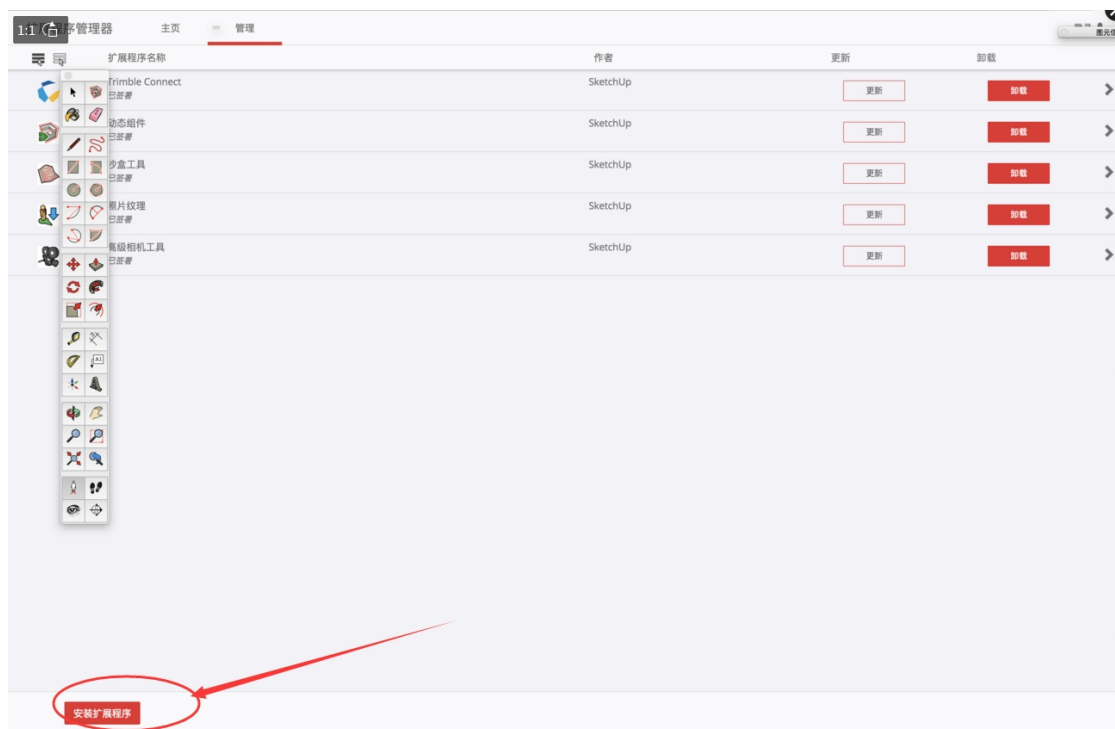 1:1
程序管理器 主页 管理
扩展程序名称 作者 更新 卸载
Trimble Connect SketchUp 更新 卸载
已签署
动态组件 SketchUp 更新 卸载
已签署
沙盒工具 SketchUp 更新 卸载
已签署
照片纹理 SketchUp 更新 卸载
已签署
高级相机工具 SketchUp 更新 卸载
已签署
A1
安装扩展程序